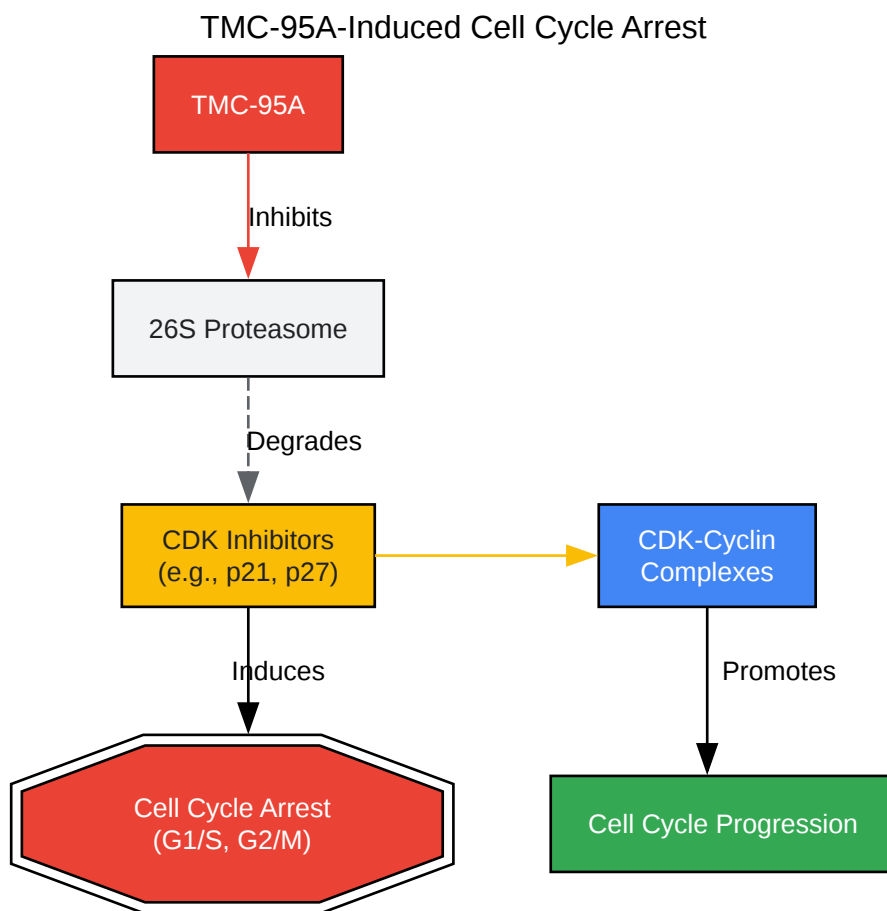 TMC-95A-Induced Cell Cycle Arrest
TMC-95A
Inhibits
26S Proteasome
Degrades
CDK Inhibitors
(e.g., p21, p27)
CDK-Cyclin
Complexes
Induces
Promotes
Cell Cycle Arrest
(G1/S, G2/M)
Cell Cycle Progression